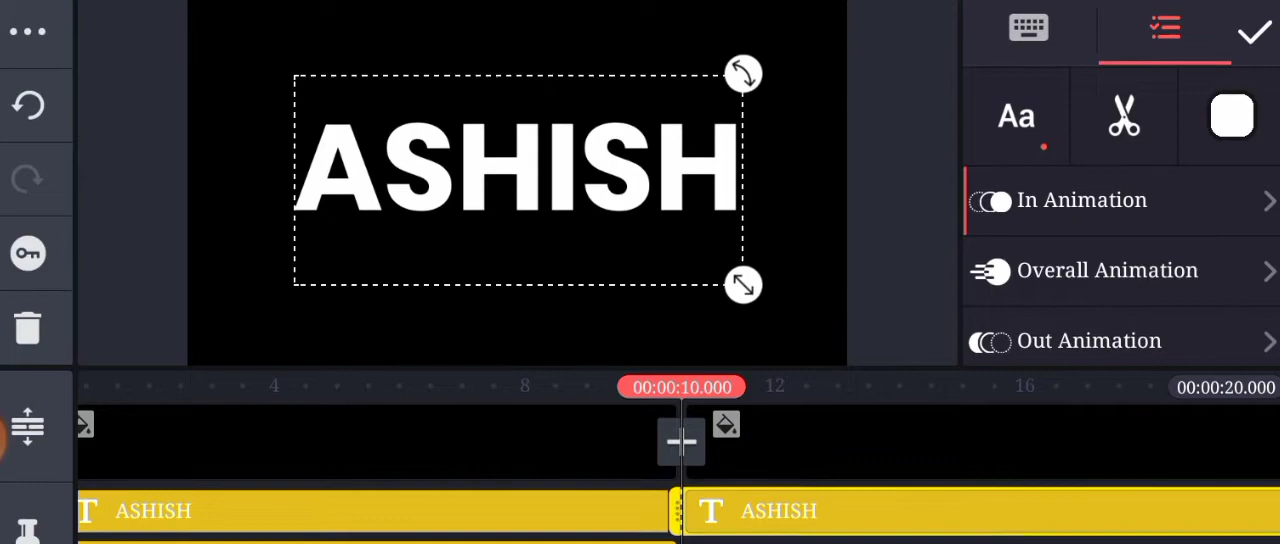 ASHISH
Aa
In Animation
Overall Animation
Out Animation
4
8
00:00:10.000
12
16
00:00:20.000
T ASHISH
T ASHISH